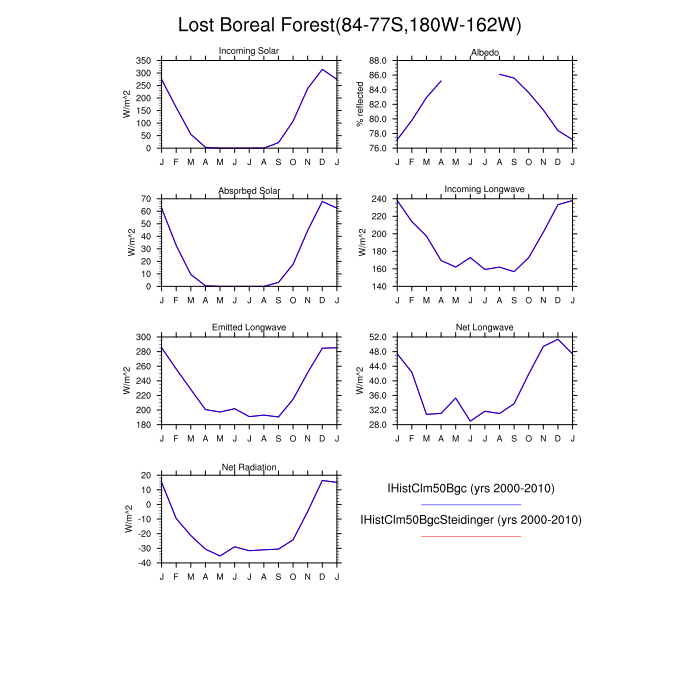 Lost Boreal Forest(84-77S,180W-162W)
Incoming Solar
W/m^2
350
300
250
200
150
100
50
0
J F M A M J J A S O N D J
Albedo
% reflected
88.0
86.0
84.0
82.0
80.0
78.0
76.0
J F M A M J J A S O N D J
Absorbed Solar
W/m^2
70
60
50
40
30
20
10
0
J F M A M J J A S O N D J
Incoming Longwave
W/m^2
240
220
200
180
160
140
J F M A M J J A S O N D J
Emitted Longwave
W/m^2
300
280
260
240
220
200
180
J F M A M J J A S O N D J
Net Longwave
W/m^2
52.0
48.0
44.0
40.0
36.0
32.0
28.0
J F M A M J J A S O N D J
Net Radiation
W/m^2
20
10
0
-10
-20
-30
-40
J F M A M J J A S O N D J
IHistClm50Bgc (yrs 2000-2010)
IHistClm50BgcSteidinger (yrs 2000-2010)